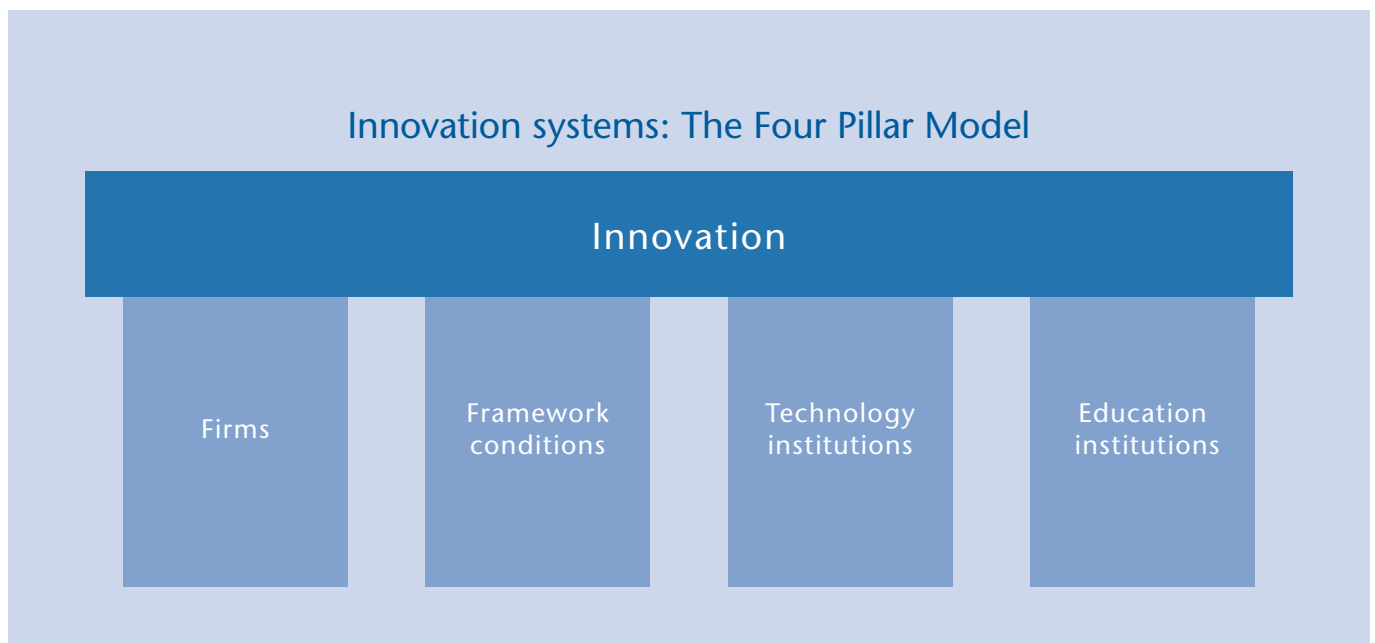 Innovation systems: The Four Pillar Model
Innovation
Firms
Framework
conditions
Technology
institutions
Education
institutions